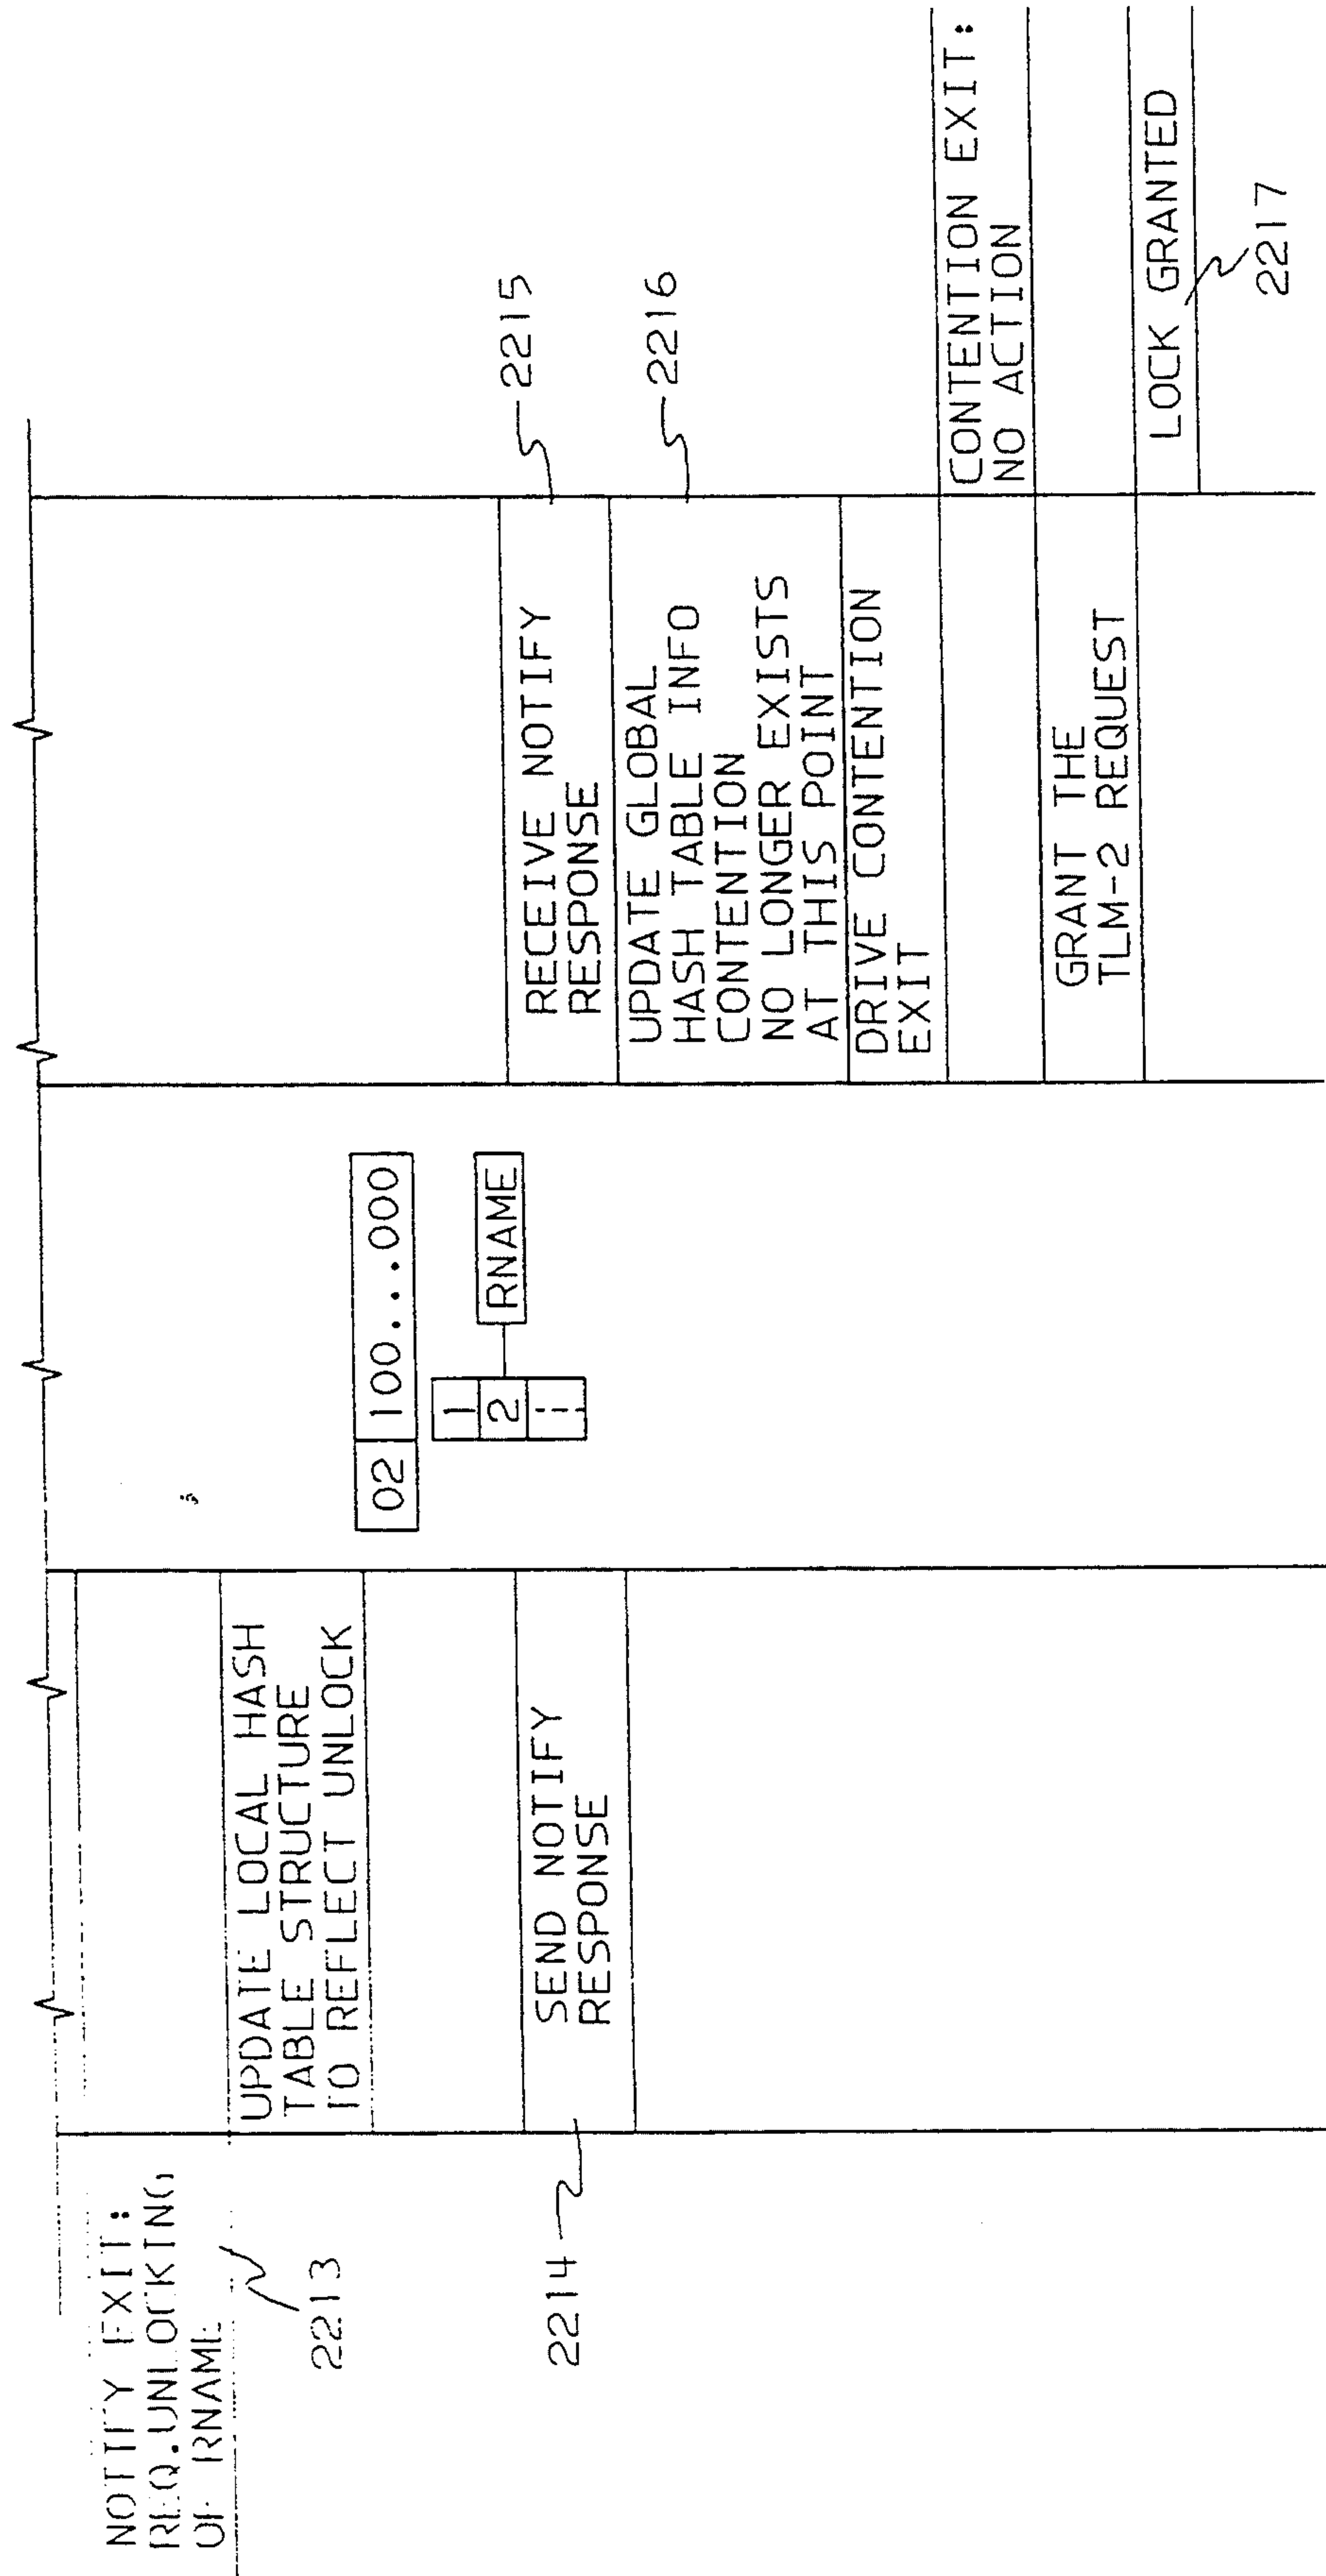 NOTIFY EXIT:
REQ.UNLOCKING
OF RNAME
2213
UPDATE LOCAL HASH
TABLE STRUCTURE
TO REFLECT UNLOCK
02 100...000
1
2
RNAME
2214
SEND NOTIFY
RESPONSE
RECEIVE NOTIFY
RESPONSE
2215
UPDATE GLOBAL
HASH TABLE INFO
CONTENTION
NO LONGER EXISTS
AT THIS POINT
2216
DRIVE CONTENTION
EXIT
CONTENTION EXIT:
NO ACTION
GRANT THE
TLM-2 REQUEST
LOCK GRANTED
2217